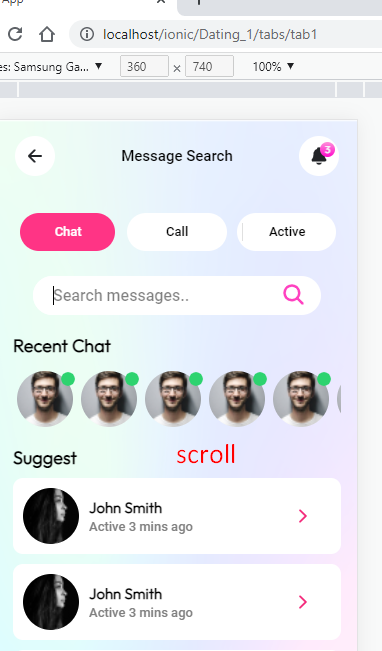 App
localhost/ionic/Dating_1/tabs/tab1
es: Samsung Ga... 360 × 740 100%
Message Search
3
Chat Call Active
Search messages..
Recent Chat
Suggest scroll
John Smith
Active 3 mins ago
John Smith
Active 3 mins ago